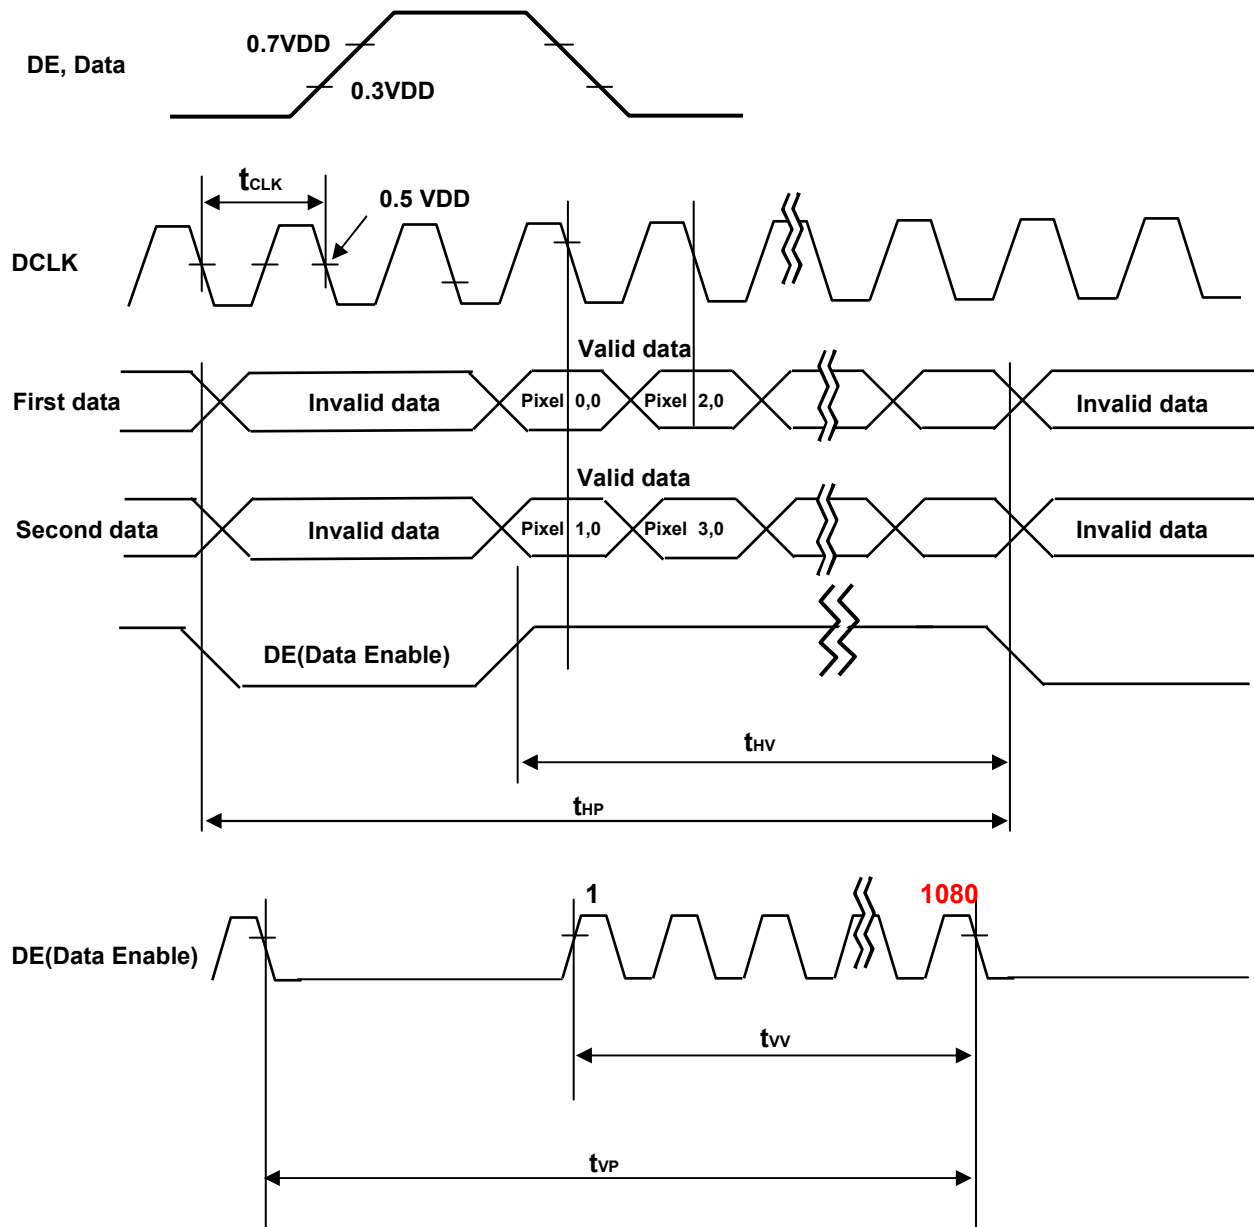 0.7VDD
DE, Data
0.3VDD
tCLK
0.5 VDD
DCLK
Valid data
First data
Invalid data
Pixel 0,0
Pixel 2,0
Invalid data
Valid data
Second data
Invalid data
Pixel 1,0
Pixel 3,0
Invalid data
DE(Data Enable)
tHV
tHP
1
1080
DE(Data Enable)
tVV
tVP